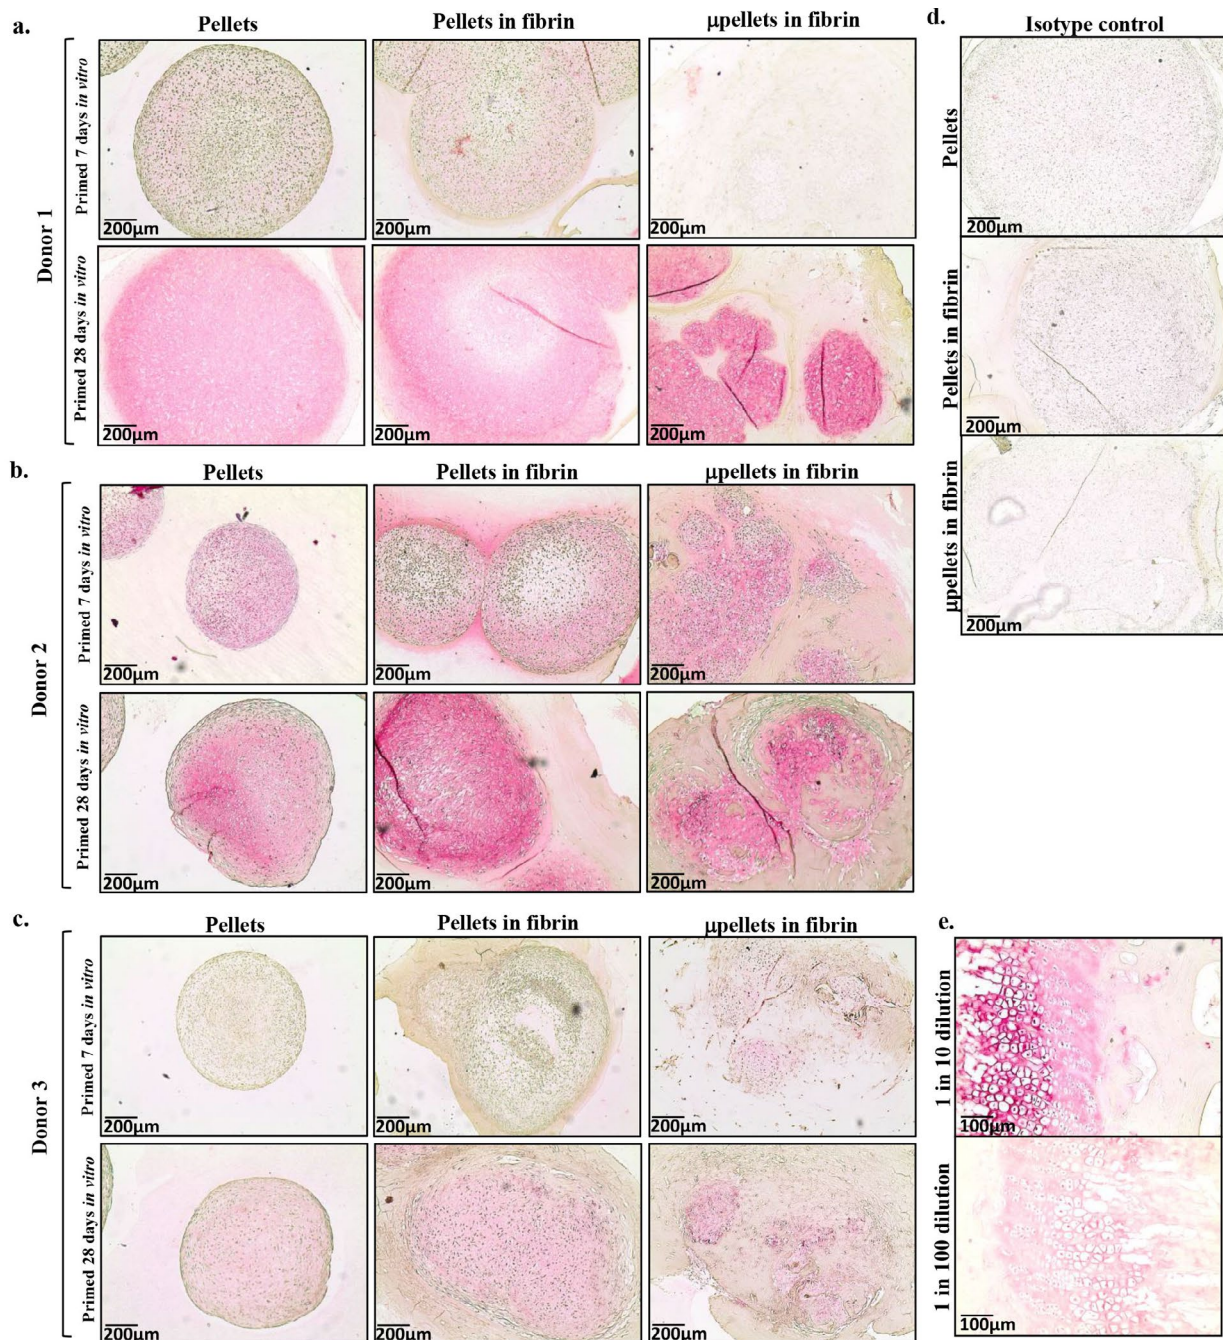 a.
Pellets
Pellets in fibrin
µpellets in fibrin
Donor 1
Primed 7 days in vitro
200µm
200µm
200µm
Primed 28 days in vitro
200µm
200µm
200µm
b.
Pellets
Pellets in fibrin
µpellets in fibrin
Donor 2
Primed 7 days in vitro
200µm
200µm
200µm
Primed 28 days in vitro
200µm
200µm
200µm
c.
Pellets
Pellets in fibrin
µpellets in fibrin
Donor 3
Primed 7 days in vitro
200µm
200µm
200µm
Primed 28 days in vitro
200µm
200µm
200µm
d.
Isotype control
Pellets
200µm
Pellets in fibrin
200µm
µpellets in fibrin
200µm
e.
1 in 10 dilution
100µm
1 in 100 dilution
100µm